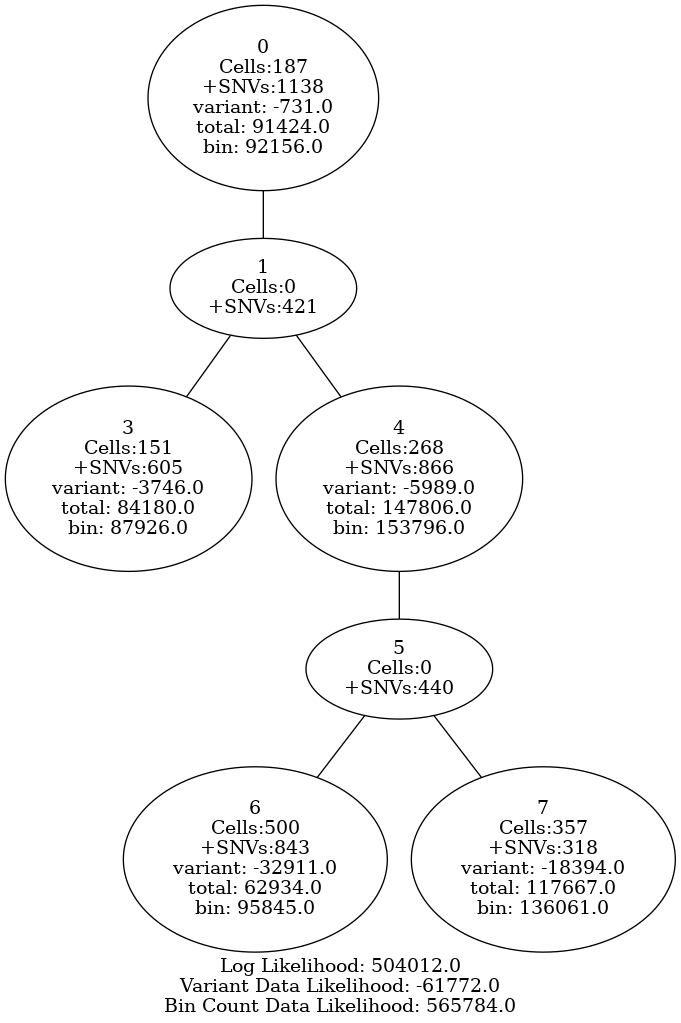 0
Cells:187
+SNVs:1138
variant: -731.0
total: 91424.0
bin: 92156.0
1
Cells:0
+SNVs:421
3
Cells:151
+SNVs:605
variant: -3746.0
total: 84180.0
bin: 87926.0
4
Cells:268
+SNVs:866
variant: -5989.0
total: 147806.0
bin: 153796.0
5
Cells:0
+SNVs:440
6
Cells:500
+SNVs:843
variant: -32911.0
total: 62934.0
bin: 95845.0
7
Cells:357
+SNVs:318
variant: -18394.0
total: 117667.0
bin: 136061.0
Log Likelihood: 504012.0
Variant Data Likelihood: -61772.0
Bin Count Data Likelihood: 565784.0